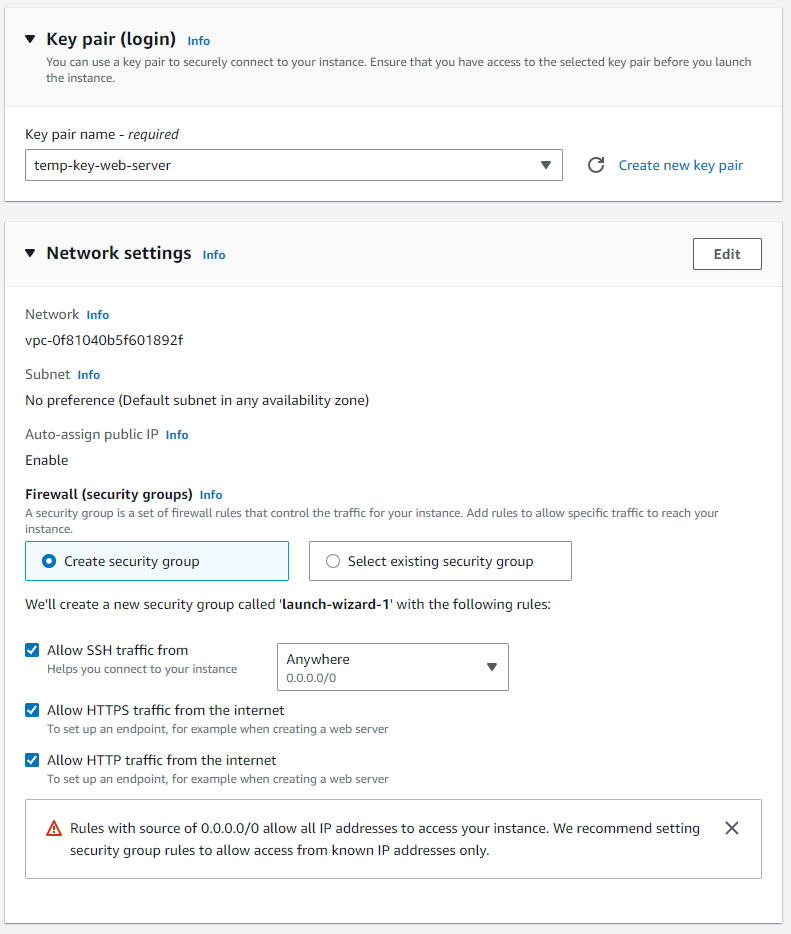 Key pair (login) Info
You can use a key pair to securely connect to your instance. Ensure that you have access to the selected key pair before you launch
the instance.
Key pair name - required
temp-key-web-server
Create new key pair
Network settings Info
Edit
Network Info
vpc-0f81040b5f601892f
Subnet Info
No preference (Default subnet in any availability zone)
Auto-assign public IP Info
Enable
Firewall (security groups) Info
A security group is a set of firewall rules that control the traffic for your instance. Add rules to allow specific traffic to reach your
instance.
Create security group
Select existing security group
We'll create a new security group called 'launch-wizard-1' with the following rules:
Allow SSH traffic from
Helps you connect to your instance
Anywhere
0.0.0.0/0
Allow HTTPS traffic from the internet
To set up an endpoint, for example when creating a web server
Allow HTTP traffic from the internet
To set up an endpoint, for example when creating a web server
Rules with source of 0.0.0.0/0 allow all IP addresses to access your instance. We recommend setting
security group rules to allow access from known IP addresses only.